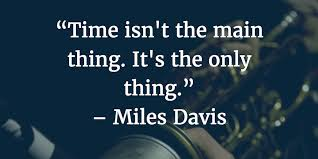 “Time isn't the main
thing. It's the only
thing.”
– Miles Davis